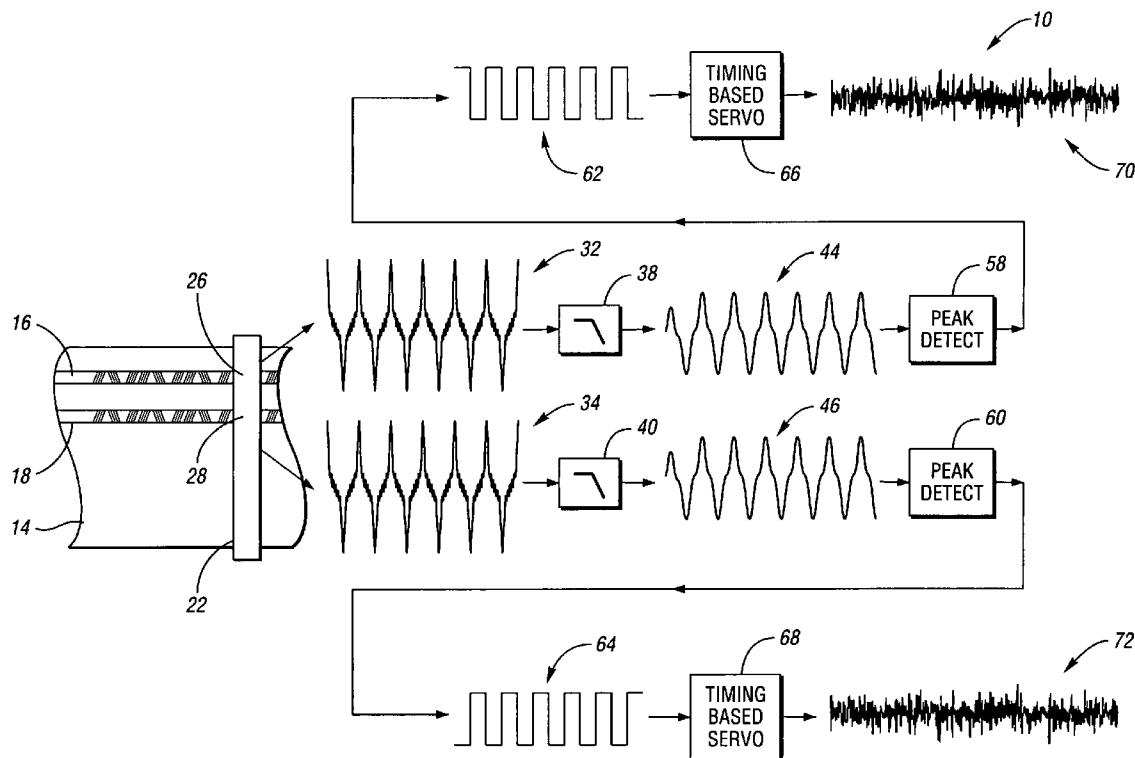 10
TIMING
BASED
SERVO
62
66
70
32
44
58
26
38
16
PEAK
DETECT
34
46
60
40
18
28
PEAK
DETECT
14
22
64
68
72
TIMING
BASED
SERVO